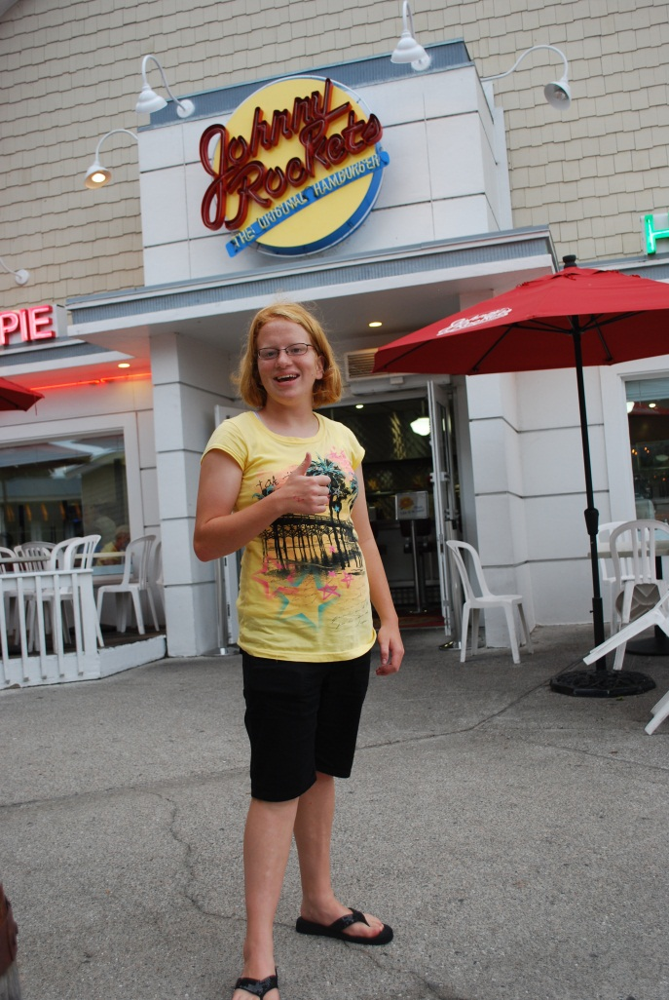 Johnny
Rockets
THE ORIGINAL HAMBURGER
PIE
H